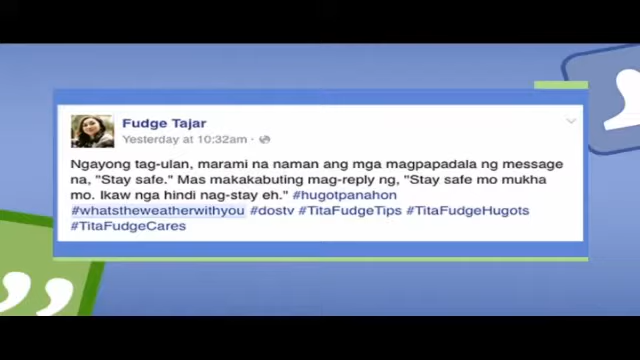 Fudge Tajar
Yesterday at 10:32am ·
Ngayong tag-ulan, marami na naman ang mga magpapadala ng message
na, "Stay safe." Mas makakabuting mag-reply ng, "Stay safe mo mukha
mo. Ikaw nga hindi nag-stay eh." #hugotpanahon
#whatstheweatherwithyou #dostv #TitaFudgeTips #TitaFudgeHugots
#TitaFudgeCares